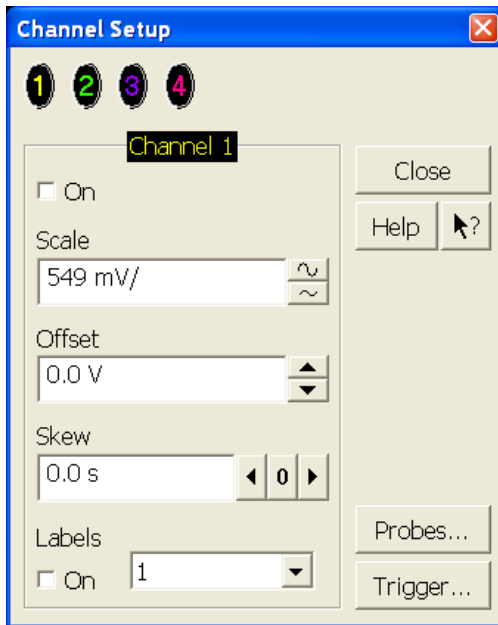 Channel Setup
1 2 3 4
Channel 1
On
Close
Help ?
Scale
549 mV/
Offset
0.0 V
Skew
0.0 s 0
Labels
On 1
Probes...
Trigger...